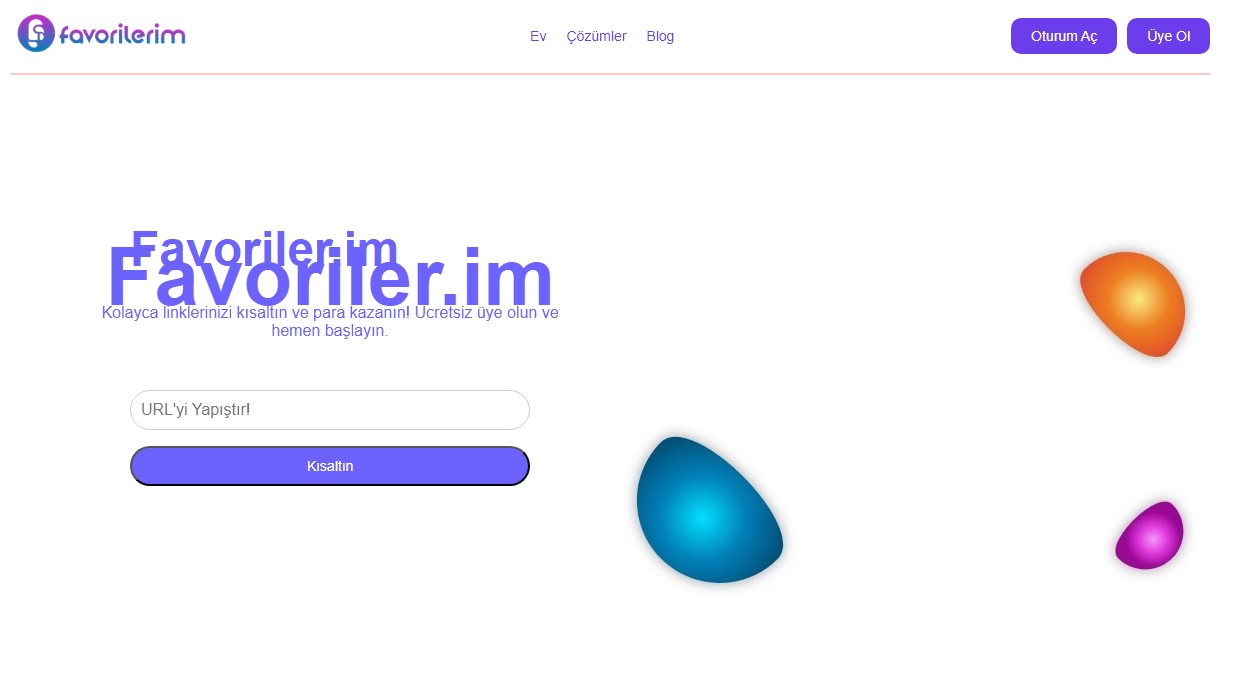 favorilerim
Ev Çözümler Blog
Oturum Aç
Üye Ol
Favoriler.im
Favoriler.im
Kolayca linklerinizi kısaltın ve para kazanın! Ücretsiz üye olun ve
hemen başlayın.
URL'yi Yapıştır!
Kısaltın